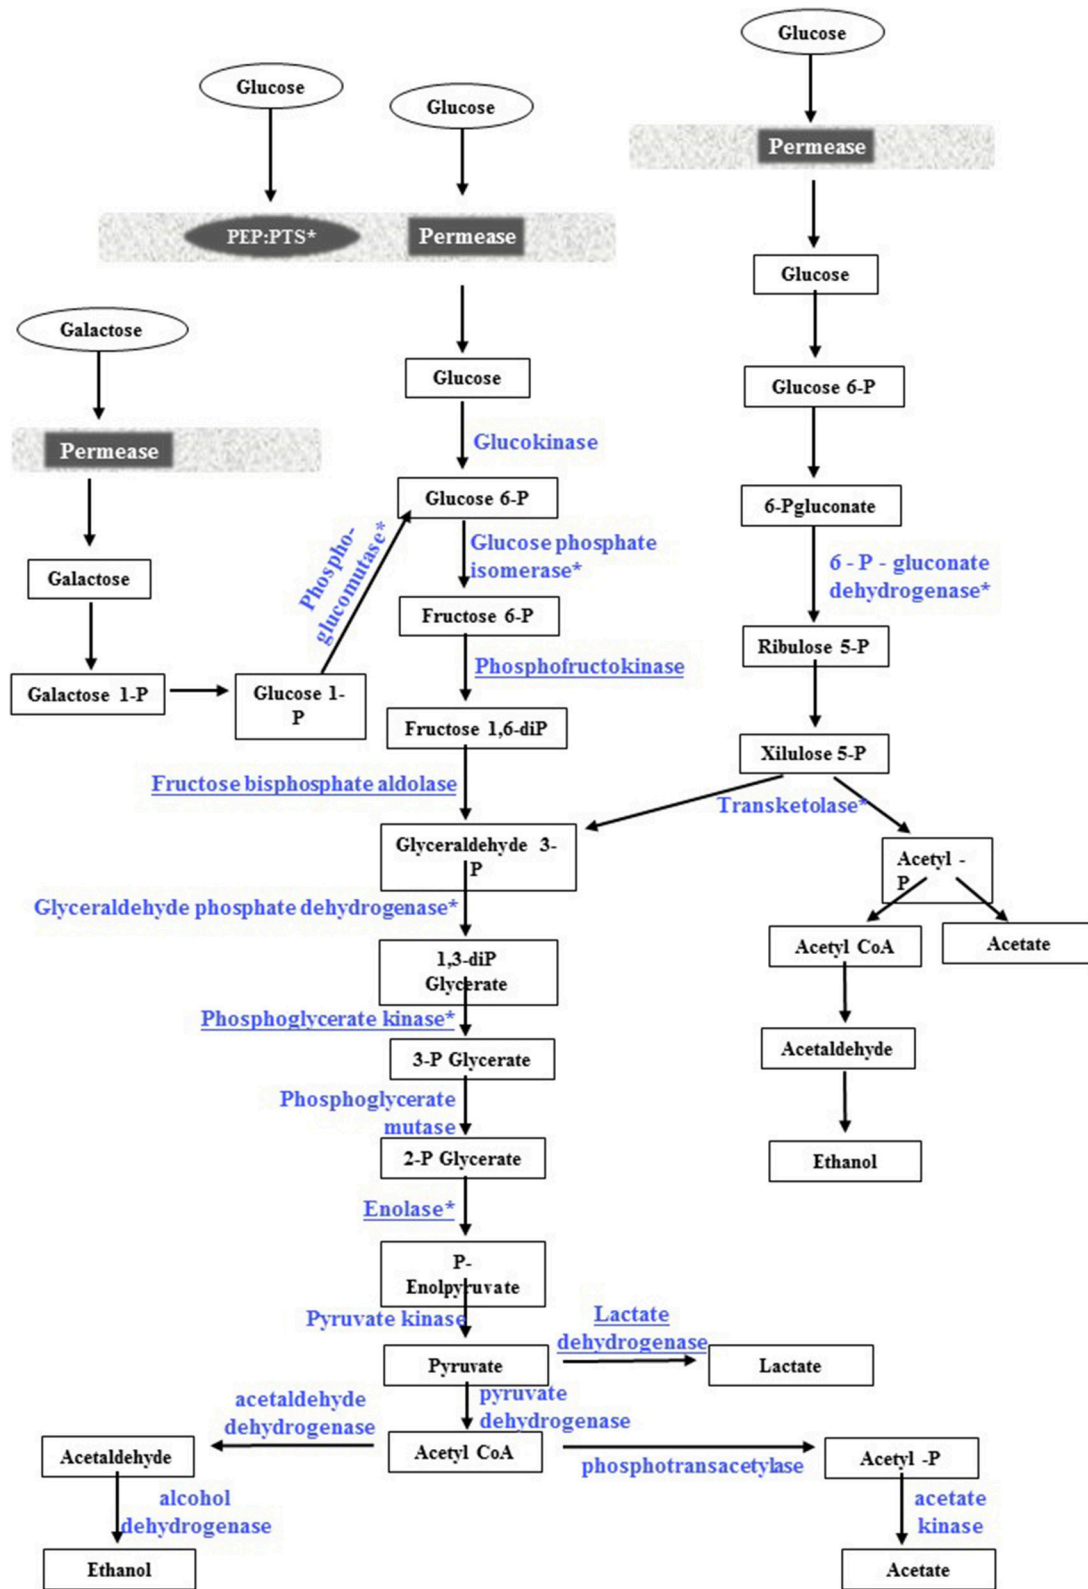 Glucose
Glucose
Glucose
Permease
PEP:PTS*
Permease
Glucose
Galactose
Glucose
Glucose 6-P
Permease
Glucokinase
Glucose 6-P
6-Pgluconate
Phospho-
glucomutase*
Glucose phosphate
isomerase*
Galactose
6 - P - gluconate
dehydrogenase*
Fructose 6-P
Ribulose 5-P
Phosphofructokinase
Galactose 1-P
Glucose 1-
P
Fructose 1,6-diP
Xilulose 5-P
Fructose bisphosphate aldolase
Transketolase*
Glyceraldehyde 3-
P
Acetyl -
P
Glyceraldehyde phosphate dehydrogenase*
Acetyl CoA
Acetate
1,3-diP
Glycerate
Phosphoglycerate kinase*
3-P Glycerate
Acetaldehyde
Phosphoglycerate
mutase
2-P Glycerate
Ethanol
Enolase*
P-
Enolpyruvate
Pyruvate kinase
Lactate
dehydrogenase
Pyruvate
Lactate
acetaldehyde
dehydrogenase
pyruvate
dehydrogenase
Acetaldehyde
Acetyl CoA
phosphotransacetylase
Acetyl -P
alcohol
dehydrogenase
acetate
kinase
Ethanol
Acetate